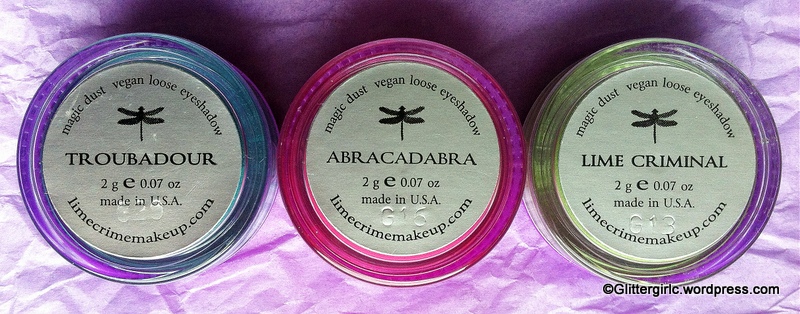 magic dust vegan loose eyeshadow
TROUBADOUR
2 g e 0.07 oz
made in U.S.A.
limecrimemakeup.com
magic dust vegan loose eyeshadow
ABRACADABRA
2 g e 0.07 oz
made in U.S.A.
G15
limecrimemakeup.com
magic dust vegan loose eyeshadow
LIME CRIMINAL
2 g e 0.07 oz
made in U.S.A.
G13
limecrimemakeup.com
©Glittergirlc.wordpress.com